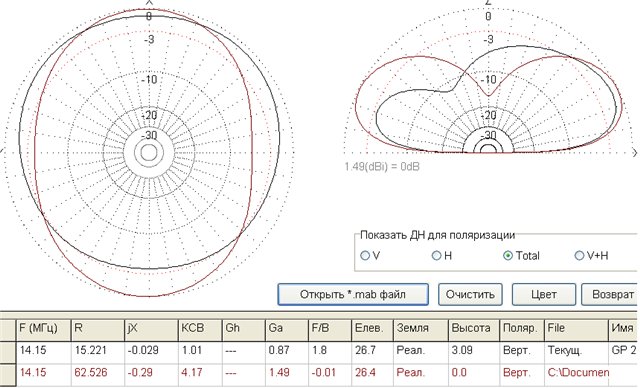 X
0
-3
-10
-20
-30
Z
0
-3
-10
-20
-30
X
1.49(dBi) = 0dB
Показать ДН для поляризации
V H Total V+H
Открыть *.mab файл Очистить Цвет Возврат
F (МГц) R jX КСВ Gh Ga F/B Елев. Земля Высота Поляр. File Имя
14.15 15.221 -0.029 1.01 --- 0.87 1.8 26.7 Реал. 3.09 Верт. Текущ. GP 2
14.15 62.526 -0.29 4.17 --- 1.49 -0.01 26.4 Реал. 0.0 Верт. C:\Documen